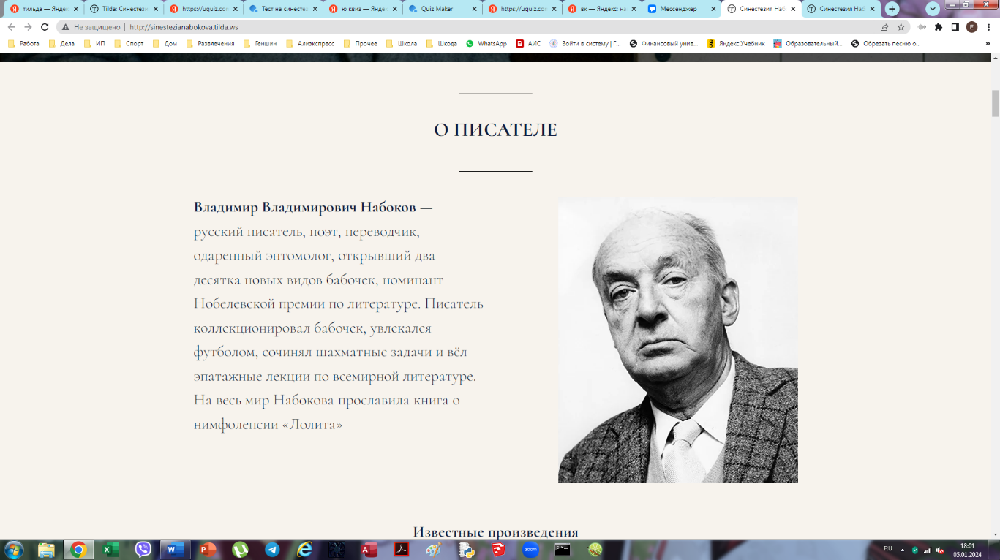 тильда — Яндек
Tilda: Синестези
https://uquiz.cor
Тест на синестез
ю квиз — Яндек
Quiz Maker
https://uquiz.cor
вк — Яндекс: на
Мессенджер
Синестезия Наб
Синестезия Наб
Не защищено | http://sinestezianabokova.tilda.ws
E
Работа Дела ИП Спорт Дом Развлечения Геншин Алиэкспресс Прочее Школа Шкода WhatsApp АИС Войти в систему | Г... Финансовый унив... Яндекс.Учебник Образовательный... Обрезать песню о... »
О ПИСАТЕЛЕ
Владимир Владимирович Набоков —
русский писатель, поэт, переводчик,
одаренный энтомолог, открывший два
десятка новых видов бабочек, номинант
Нобелевской премии по литературе. Писатель
коллекционировал бабочек, увлекался
футболом, сочинял шахматные задачи и вёл
эпатажные лекции по всемирной литературе.
На весь мир Набокова прославила книга о
нимфолепсии «Лолита»
Известные произведения
zoom
RU
18:01
05.01.2024